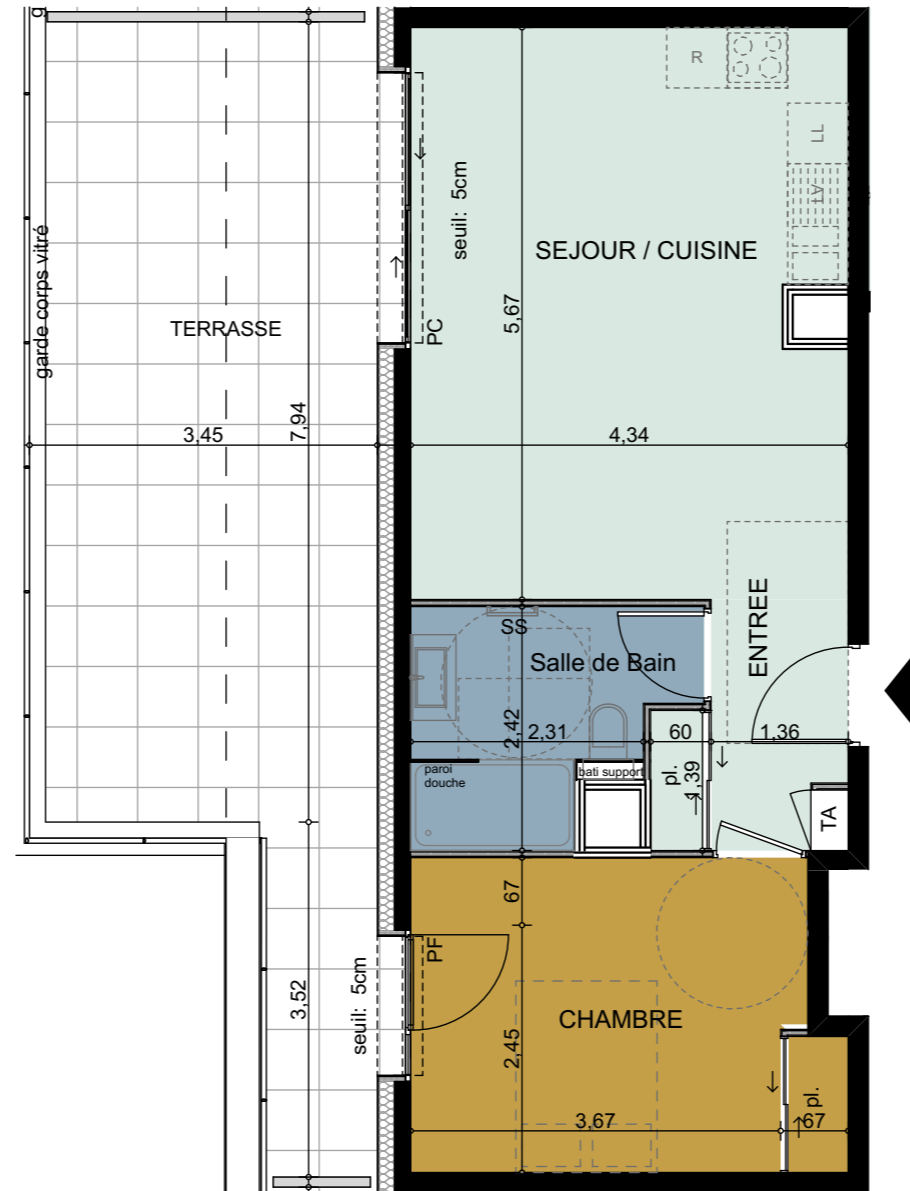 g
garde corps vitré
TERRASSE
3,45
7,94
3,52
seuil: 5cm
PC
SEJOUR / CUISINE
5,67
4,34
R
LL
LV
ENTREE
1,36
SS
Salle de Bain
2,42
2,31
60
pl.
1,39
paroi
douche
bati support
TA
67
seuil: 5cm
PF
CHAMBRE
2,45
3,67
pl.
67